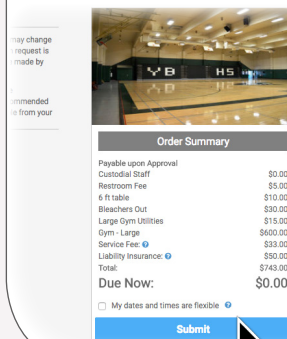 may change
request is
made by
ommended
from your
YB HS
Order Summary
Payable upon Approval
Custodial Staff $0.00
Restroom Fee $5.00
6 ft table $10.00
Bleachers Out $30.00
Large Gym Utilities $15.00
Gym - Large $600.00
Service Fee: $33.00
Liability Insurance: $50.00
Total: $743.00
Due Now: $0.00
My dates and times are flexible
Submit